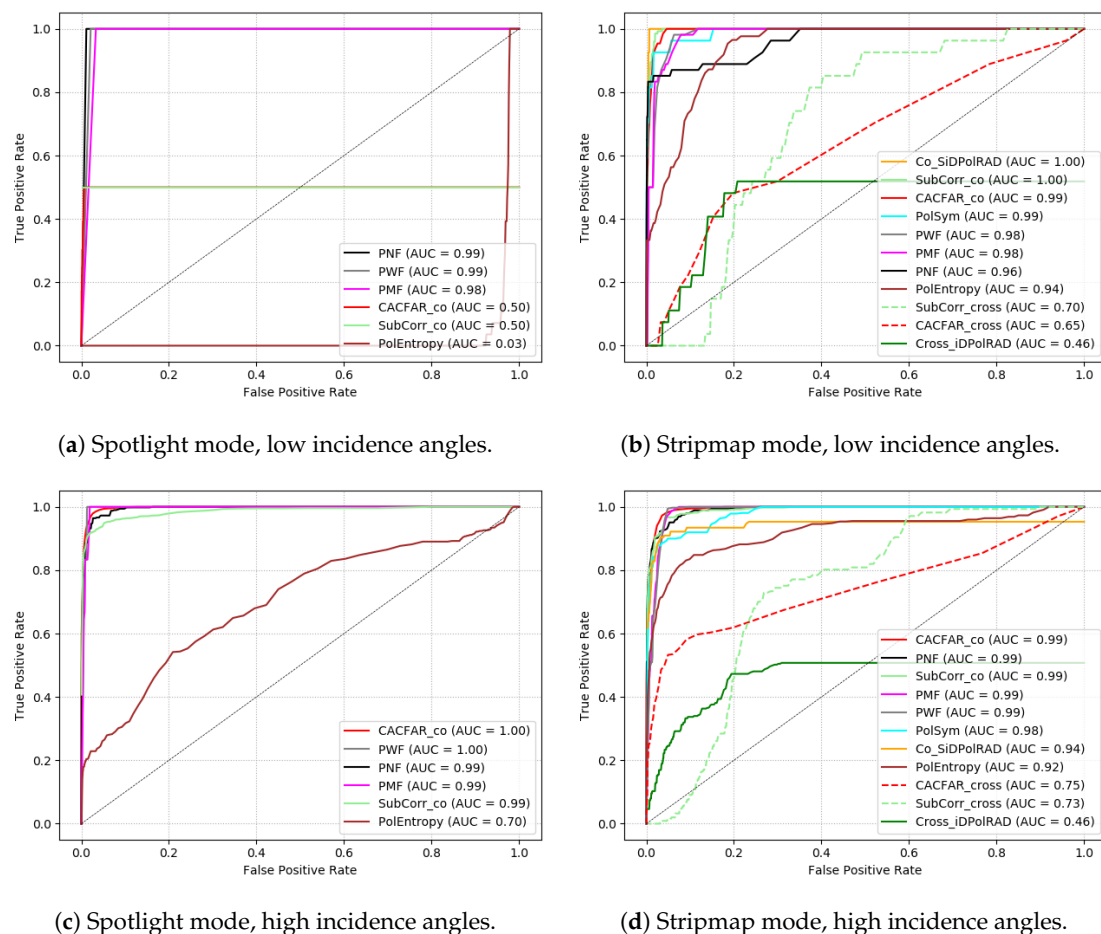 1.0
0.8
0.6
0.4
0.2
0.0
True Positive Rate
PNF (AUC = 0.99)
PWF (AUC = 0.99)
PMF (AUC = 0.98)
CACFAR_co (AUC = 0.50)
SubCorr_co (AUC = 0.50)
PolEntropy (AUC = 0.03)
0.0 0.2 0.4 0.6 0.8 1.0
False Positive Rate
(a) Spotlight mode, low incidence angles.
1.0
0.8
0.6
0.4
0.2
0.0
True Positive Rate
Co_SiDPolRAD (AUC = 1.00)
SubCorr_co (AUC = 1.00)
CACFAR_co (AUC = 0.99)
PolSym (AUC = 0.99)
PWF (AUC = 0.98)
PMF (AUC = 0.98)
PNF (AUC = 0.96)
PolEntropy (AUC = 0.94)
SubCorr_cross (AUC = 0.70)
CACFAR_cross (AUC = 0.65)
Cross_iDPolRAD (AUC = 0.46)
0.0 0.2 0.4 0.6 0.8 1.0
False Positive Rate
(b) Stripmap mode, low incidence angles.
1.0
0.8
0.6
0.4
0.2
0.0
True Positive Rate
CACFAR_co (AUC = 1.00)
PWF (AUC = 1.00)
PNF (AUC = 0.99)
PMF (AUC = 0.99)
SubCorr_co (AUC = 0.99)
PolEntropy (AUC = 0.70)
0.0 0.2 0.4 0.6 0.8 1.0
False Positive Rate
(c) Spotlight mode, high incidence angles.
1.0
0.8
0.6
0.4
0.2
0.0
True Positive Rate
CACFAR_co (AUC = 0.99)
PNF (AUC = 0.99)
SubCorr_co (AUC = 0.99)
PMF (AUC = 0.99)
PWF (AUC = 0.99)
PolSym (AUC = 0.98)
Co_SiDPolRAD (AUC = 0.94)
PolEntropy (AUC = 0.92)
CACFAR_cross (AUC = 0.75)
SubCorr_cross (AUC = 0.73)
Cross_iDPolRAD (AUC = 0.46)
0.0 0.2 0.4 0.6 0.8 1.0
False Positive Rate
(d) Stripmap mode, high incidence angles.